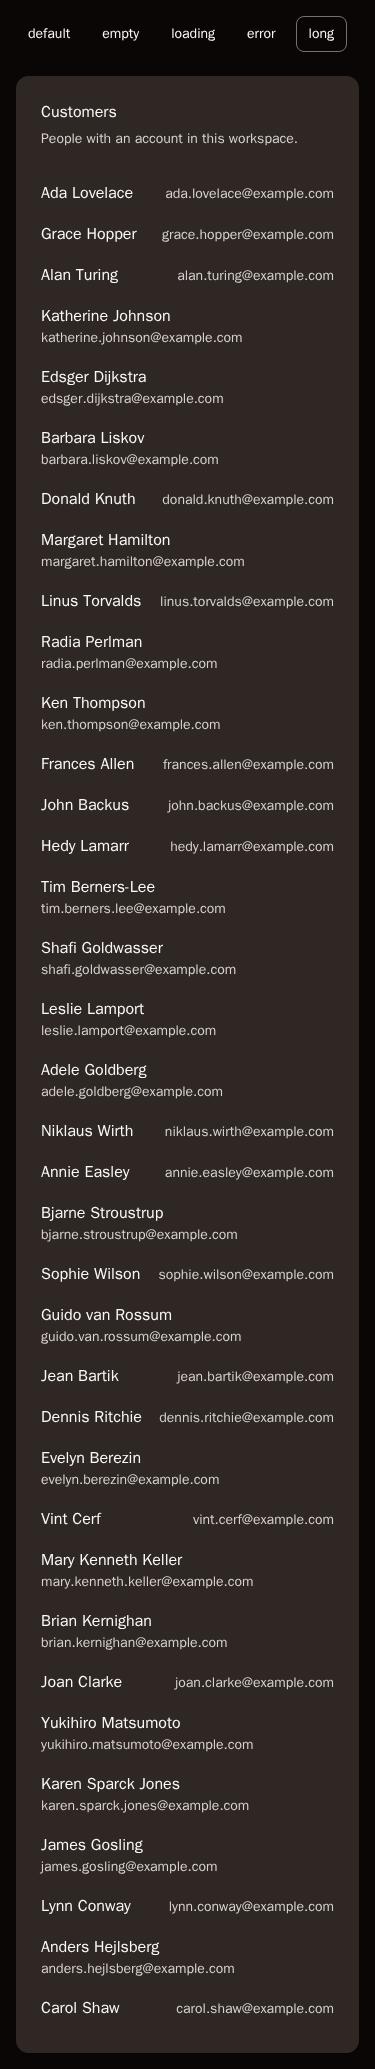 default empty loading error long
Customers
People with an account in this workspace.
Ada Lovelace ada.lovelace@example.com
Grace Hopper grace.hopper@example.com
Alan Turing alan.turing@example.com
Katherine Johnson
katherine.johnson@example.com
Edsger Dijkstra
edsger.dijkstra@example.com
Barbara Liskov
barbara.liskov@example.com
Donald Knuth donald.knuth@example.com
Margaret Hamilton
margaret.hamilton@example.com
Linus Torvalds linus.torvalds@example.com
Radia Perlman
radia.perlman@example.com
Ken Thompson
ken.thompson@example.com
Frances Allen frances.allen@example.com
John Backus john.backus@example.com
Hedy Lamarr hedy.lamarr@example.com
Tim Berners-Lee
tim.berners.lee@example.com
Shafi Goldwasser
shafi.goldwasser@example.com
Leslie Lamport
leslie.lamport@example.com
Adele Goldberg
adele.goldberg@example.com
Niklaus Wirth niklaus.wirth@example.com
Annie Easley annie.easley@example.com
Bjarne Stroustrup
bjarne.stroustrup@example.com
Sophie Wilson sophie.wilson@example.com
Guido van Rossum
guido.van.rossum@example.com
Jean Bartik jean.bartik@example.com
Dennis Ritchie dennis.ritchie@example.com
Evelyn Berezin
evelyn.berezin@example.com
Vint Cerf vint.cerf@example.com
Mary Kenneth Keller
mary.kenneth.keller@example.com
Brian Kernighan
brian.kernighan@example.com
Joan Clarke joan.clarke@example.com
Yukihiro Matsumoto
yukihiro.matsumoto@example.com
Karen Sparck Jones
karen.sparck.jones@example.com
James Gosling
james.gosling@example.com
Lynn Conway lynn.conway@example.com
Anders Hejlsberg
anders.hejlsberg@example.com
Carol Shaw carol.shaw@example.com